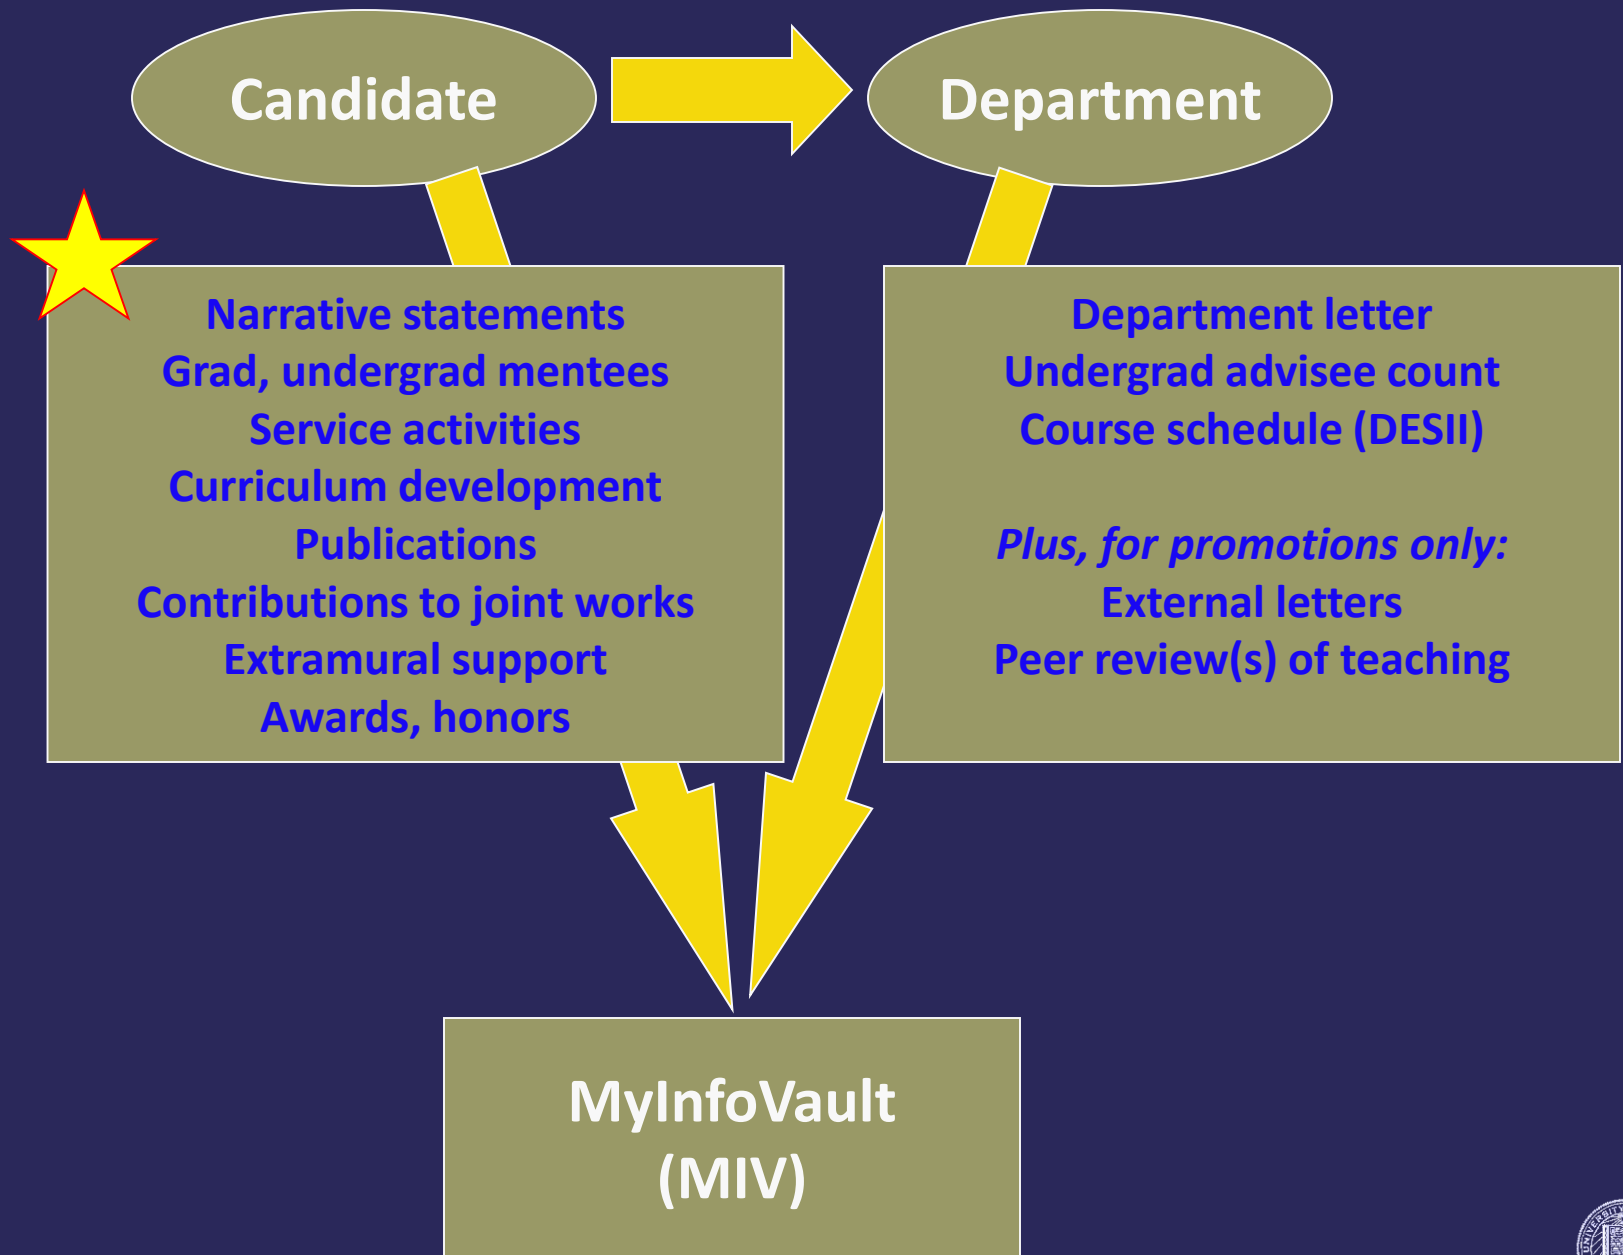 Candidate
Department
Narrative statements
Grad, undergrad mentees
Service activities
Curriculum development
Publications
Contributions to joint works
Extramural support
Awards, honors
Department letter
Undergrad advisee count
Course schedule (DESII)
Plus, for promotions only:
External letters
Peer review(s) of teaching
MyInfoVault
(MIV)